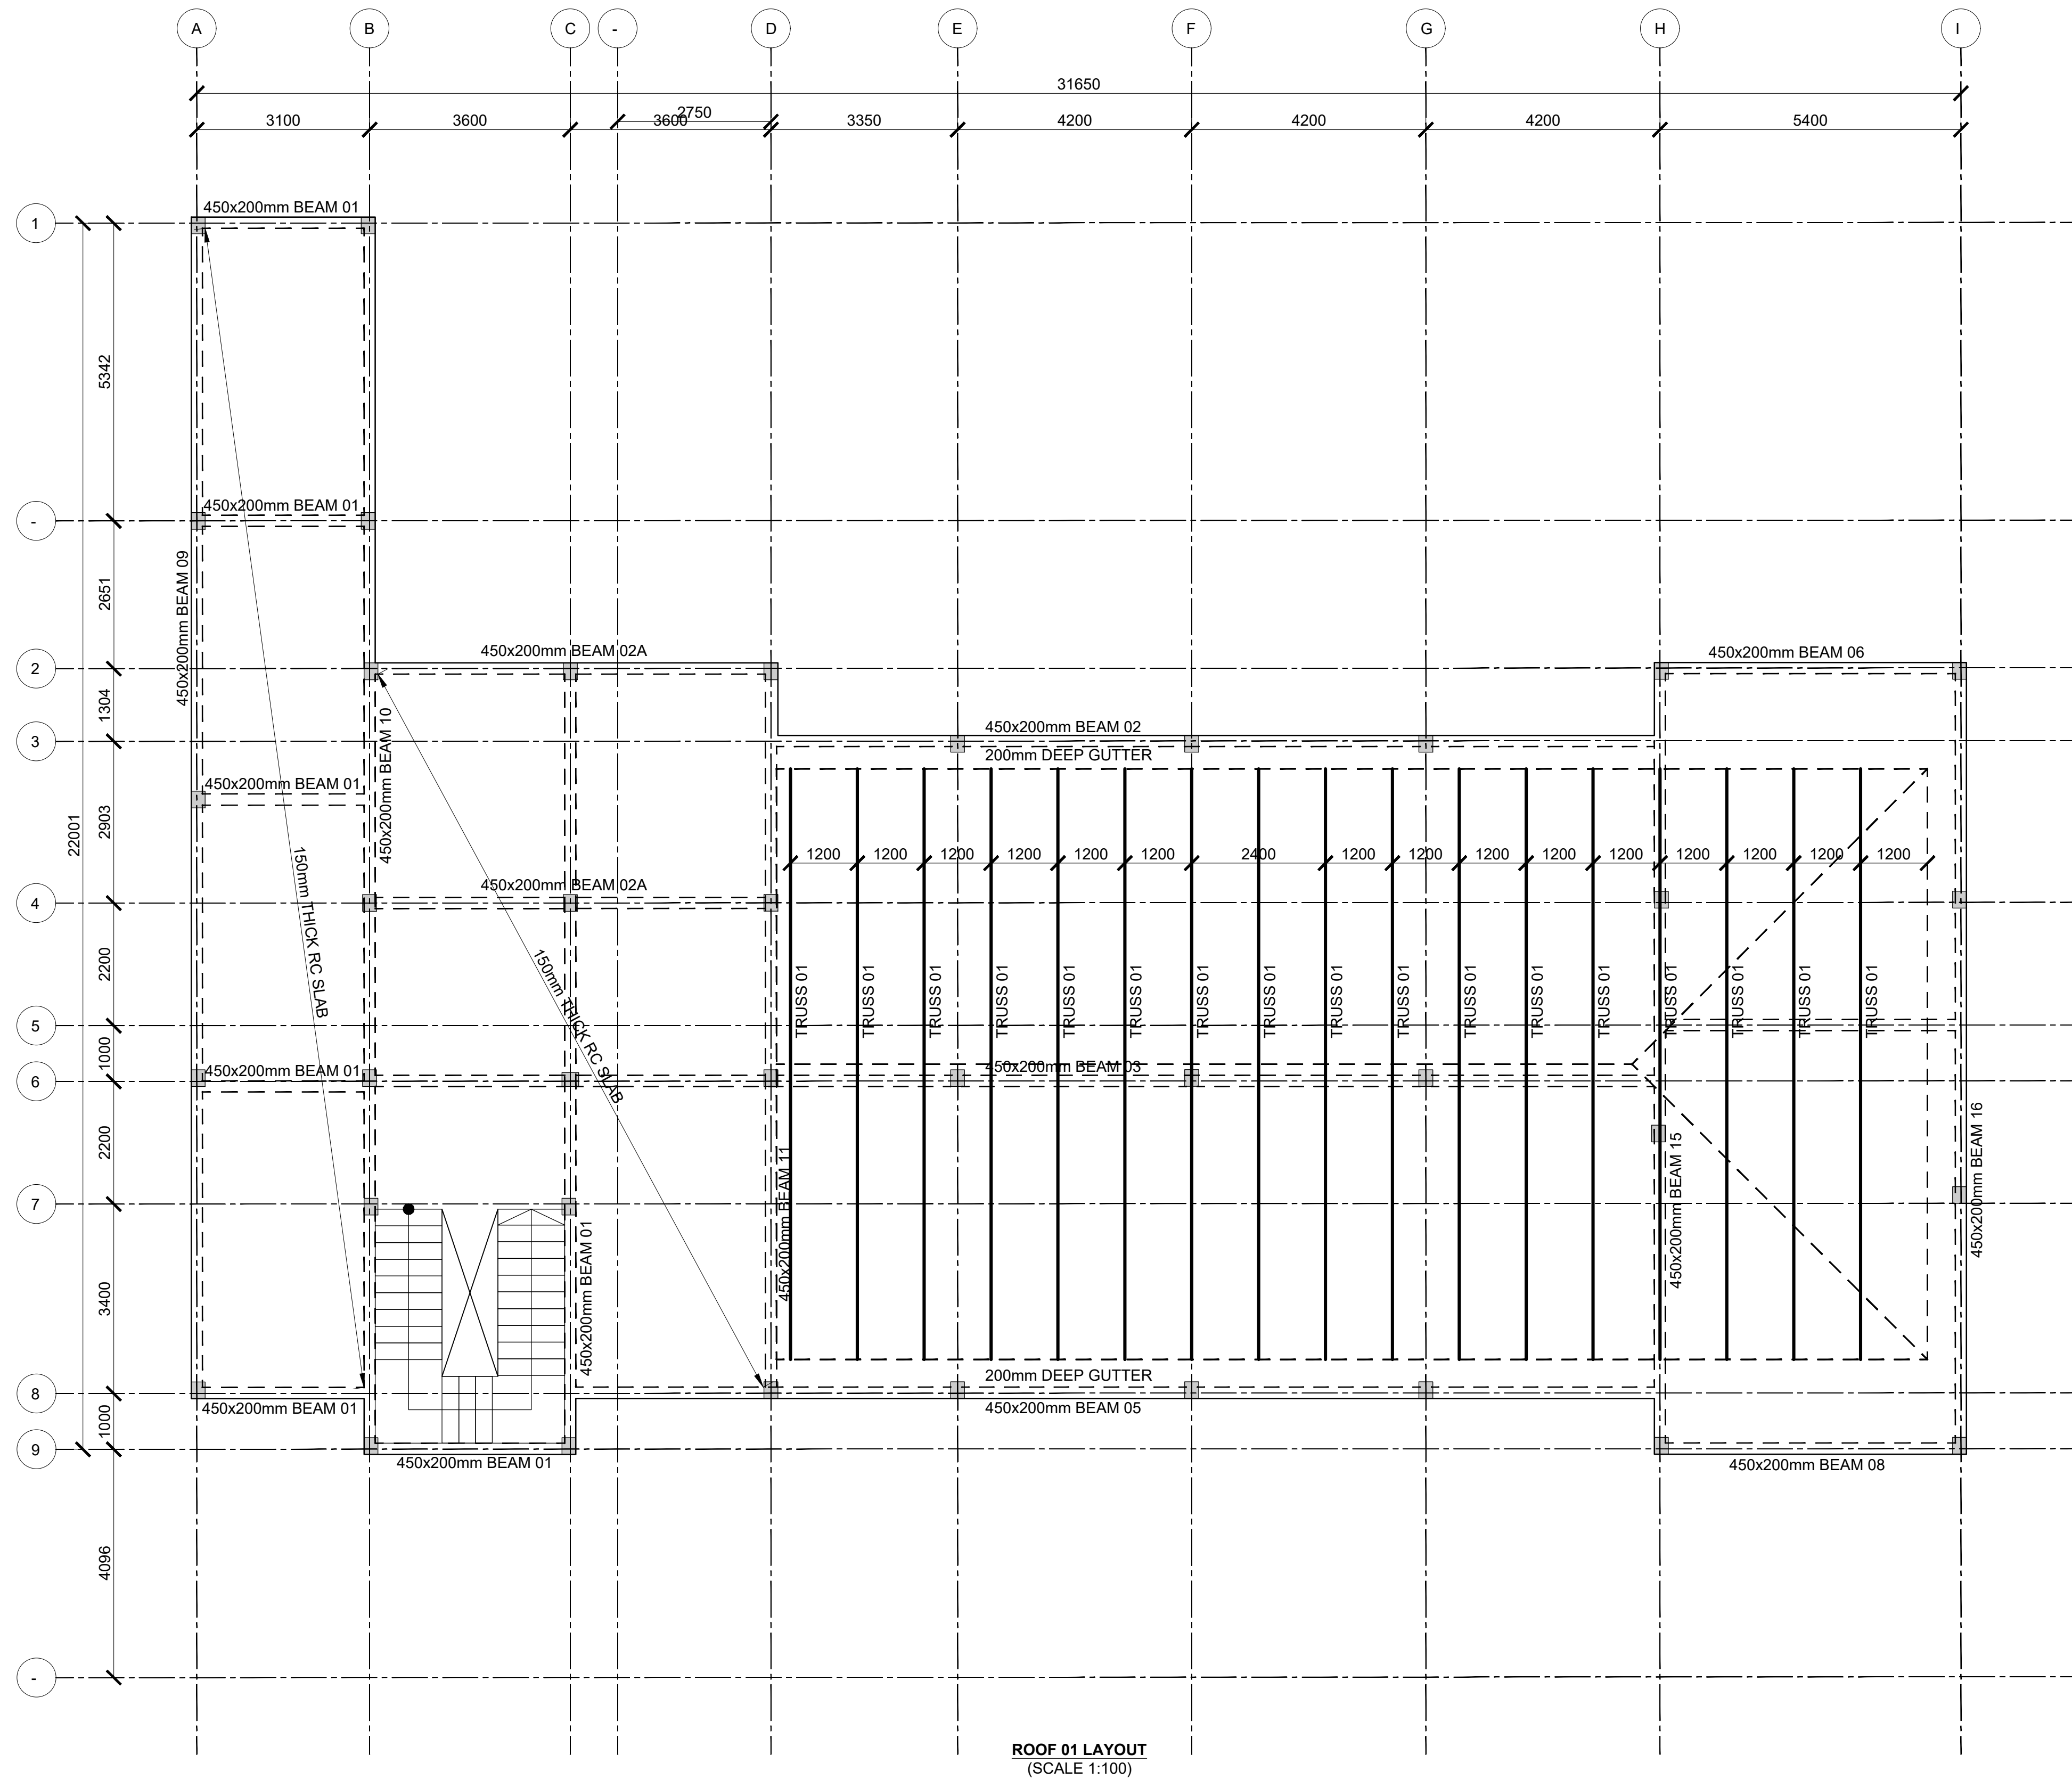 A B C - D E F G H I
31650
2750
3100 3600 3600 3350 4200 4200 4200 5400
450x200mm BEAM 01
1
5342
450x200mm BEAM 01
-
450x200mm BEAM 09
2651
450x200mm BEAM 02A
450x200mm BEAM 06
2
1304
450x200mm BEAM 10
450x200mm BEAM 02
3
200mm DEEP GUTTER
450x200mm BEAM 01
22001
2903
1200 1200 1200 1200 1200 1200 2400 1200 1200 1200 1200 1200 1200 1200 1200 1200
450x200mm BEAM 02A
4
150mm THICK RC SLAB
150mm THICK RC SLAB
2200
TRUSS 01 TRUSS 01 TRUSS 01 TRUSS 01 TRUSS 01 TRUSS 01 TRUSS 01 TRUSS 01 TRUSS 01 TRUSS 01 TRUSS 01 TRUSS 01 TRUSS 01 TRUSS 01 TRUSS 01 TRUSS 01 TRUSS 01
5
1000
450x200mm BEAM 01
450x200mm BEAM 03
6
2200
450x200mm BEAM 11
450x200mm BEAM 15
450x200mm BEAM 16
7
3400
450x200mm BEAM 01
200mm DEEP GUTTER
8
450x200mm BEAM 01
450x200mm BEAM 05
1000
9
450x200mm BEAM 01
450x200mm BEAM 08
4096
-
ROOF 01 LAYOUT
(SCALE 1:100)